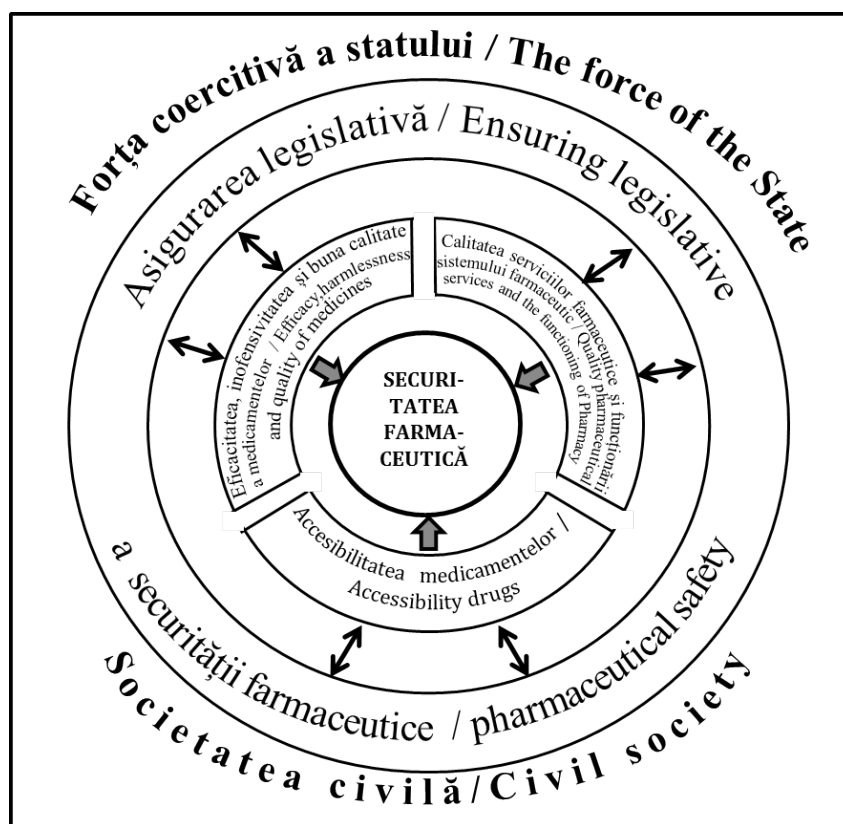 Forța coercitivă a statului / The force of the State
Asigurarea legislativă / Ensuring legislative
Eficacitatea, inofensivitatea și buna calitate
a medicamentelor / Efficacy, harmlessness
and quality of medicines
Calitatea serviciilor farmaceutice și funcționării
sistemului farmaceutic / Quality pharmaceutical
services and the functioning of Pharmacy
SECURI-
TATEA
FARMA-
CEUTICĂ
Accesibilitatea medicamentelor /
Accessibility drugs
a securității farmaceutice / pharmaceutical safety
Societatea civilă/Civil society